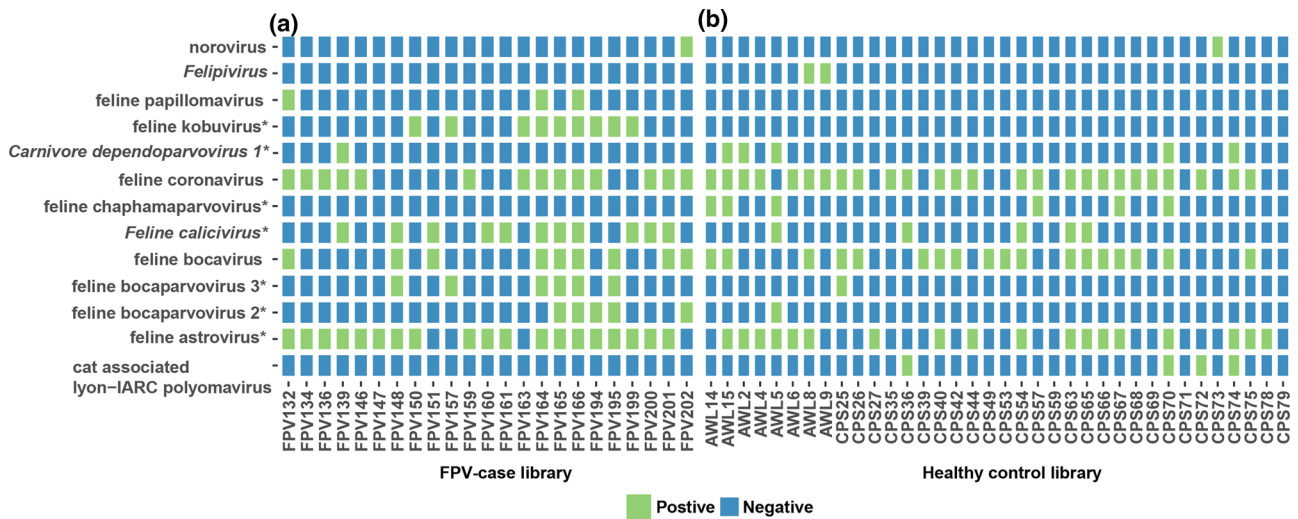 (a)
(b)
norovirus
Felipivirus
feline papillomavirus
feline kobuvirus*
Carnivore dependoparvovirus 1*
feline coronavirus
feline chaphamaparvovirus*
Feline calicivirus*
feline bocavirus
feline bocaparvovirus 3*
feline bocaparvovirus 2*
feline astrovirus*
cat associated
lyon−IARC polyomavirus
FPV132
FPV134
FPV136
FPV139
FPV146
FPV147
FPV148
FPV150
FPV151
FPV157
FPV159
FPV160
FPV161
FPV163
FPV164
FPV165
FPV166
FPV194
FPV195
FPV199
FPV200
FPV201
FPV202
AWL14
AWL15
AWL2
AWL4
AWL5
AWL6
AWL8
AWL9
CPS25
CPS26
CPS27
CPS35
CPS36
CPS39
CPS40
CPS42
CPS44
CPS49
CPS53
CPS54
CPS57
CPS59
CPS63
CPS65
CPS66
CPS67
CPS68
CPS69
CPS70
CPS71
CPS72
CPS73
CPS74
CPS75
CPS78
CPS79
FPV-case library
Healthy control library
Postive
Negative